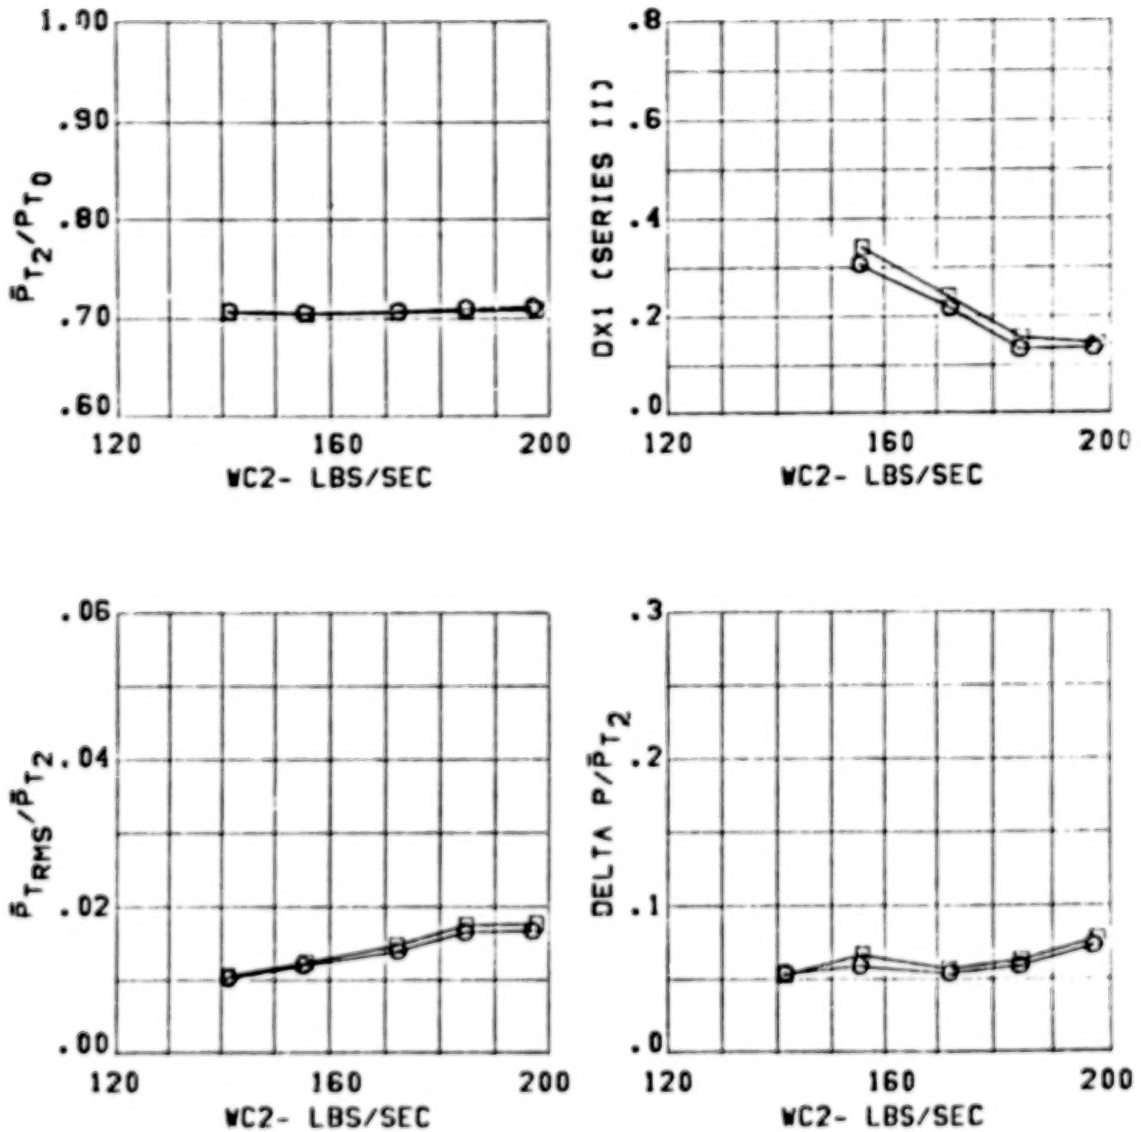 1.00
.90
.80
.70
.60
P̄T2/PT0
120 160 200
WC2- LBS/SEC
.8
.6
.4
.2
.0
DX1 (SERIES II)
120 160 200
WC2- LBS/SEC
.06
.04
.02
.00
P̄TRMS/P̄T2
120 160 200
WC2- LBS/SEC
.3
.2
.1
.0
DELTA P/P̄T2
120 160 200
WC2- LBS/SEC